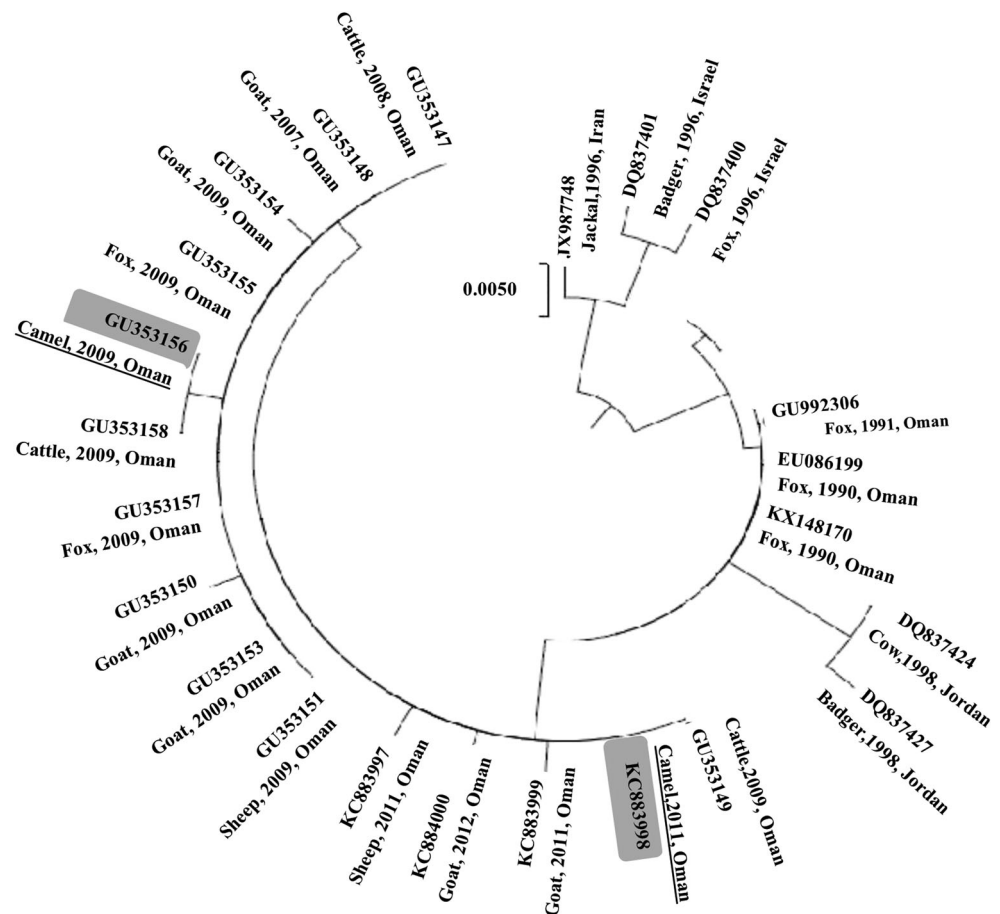 GU353147
Cattle, 2008, Oman
GU353148
Goat, 2007, Oman
GU353154
Goat, 2009, Oman
GU353155
Fox, 2009, Oman
GU353156
Camel, 2009, Oman
GU353158
Cattle, 2009, Oman
GU353157
Fox, 2009, Oman
GU353150
Goat, 2009, Oman
GU353153
Goat, 2009, Oman
GU353151
Sheep, 2009, Oman
KC883997
Sheep, 2011, Oman
KC884000
Goat, 2012, Oman
KC883999
Goat, 2011, Oman
KC883998
Camel,2011, Oman
GU353149
Cattle,2009, Oman
DQ837427
Badger,1998, Jordan
DQ837424
Cow,1998, Jordan
KX148170
Fox, 1990, Oman
EU086199
Fox, 1990, Oman
GU992306
Fox, 1991, Oman
DQ837400
Fox, 1996, Israel
DQ837401
Badger, 1996, Israel
JX987748
Jackal,1996, Iran
0.0050